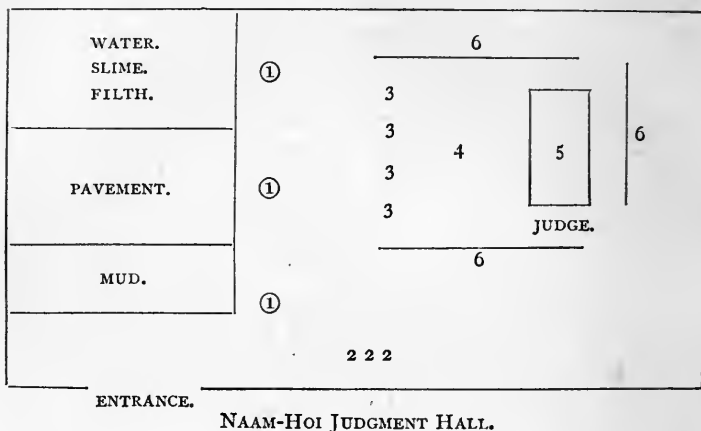 WATER.
SLIME.
FILTH.
PAVEMENT.
MUD.
①
①
①
2 2 2
3
3
3
3
4
5
JUDGE.
6
6
6
ENTRANCE.
NAAM-HOI JUDGMENT HALL.